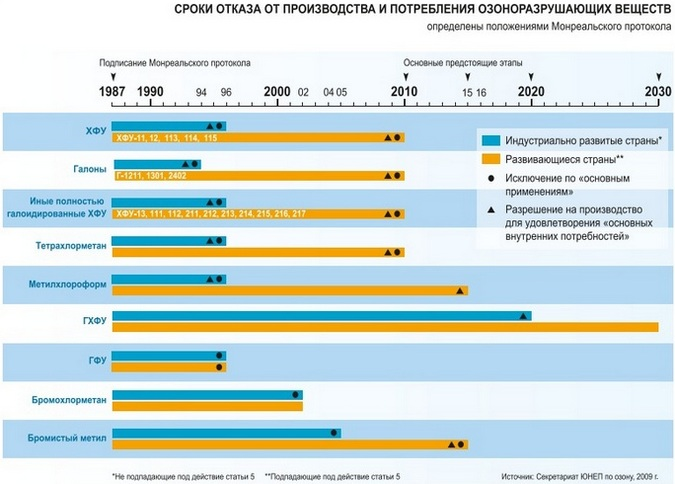 СРОКИ ОТКАЗА ОТ ПРОИЗВОДСТВА И ПОТРЕБЛЕНИЯ ОЗОНОРАЗРУШАЮЩИХ ВЕЩЕСТВ
определены положениями Монреальского протокола
Подписание Монреальского протокола
Основные предстоящие этапы
1987 1990 94 96 2000 02 04 05 2010 15 16 2020 2030
ХФУ
ХФУ-11, 12, 113, 114, 115
Галоны
Г-1211, 1301, 2402
Иные полностью
галоидированные ХФУ
ХФУ-13, 111, 112, 211, 212, 213, 214, 215, 216, 217
Тетрахлорметан
Метилхлороформ
ГХФУ
ГФУ
Бромохлорметан
Бромистый метил
Индустриально развитые страны*
Развивающиеся страны**
Исключение по «основным
применениям»
Разрешение на производство
для удовлетворения «основных
внутренних потребностей»
*Не подпадающие под действие статьи 5 **Подпадающие под действие статьи 5
Источник: Секретариат ЮНЕП по озону, 2009 г.